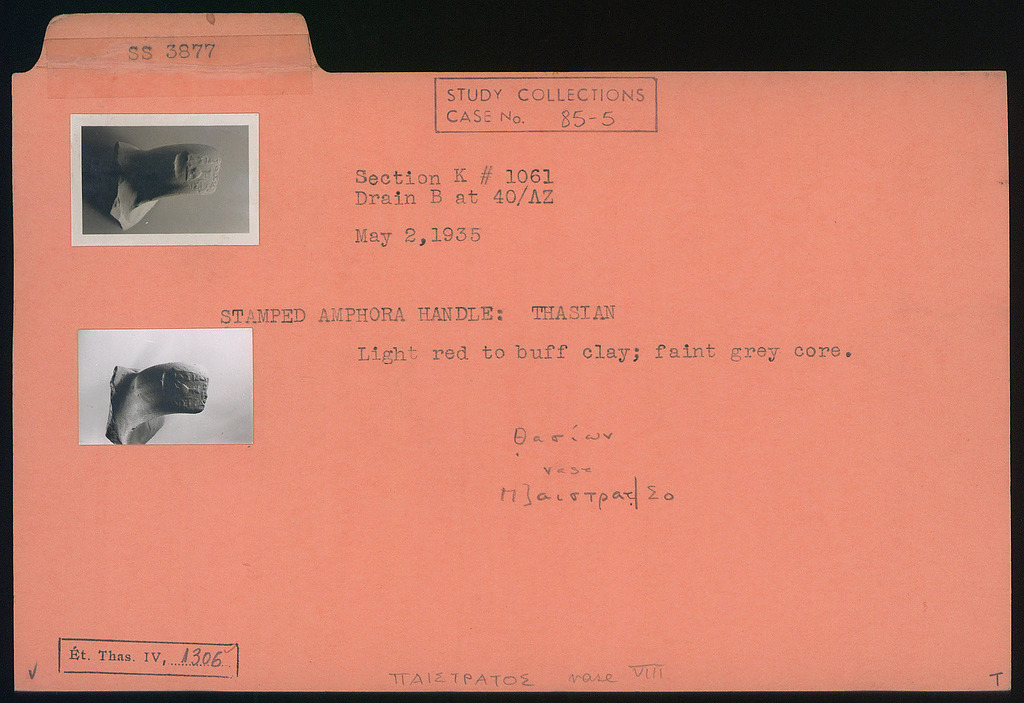 SS 3877
STUDY COLLECTIONS
CASE No. 85-5
Section K # 1061
Drain B at 40/ΛΖ
May 2,1935
STAMPED AMPHORA HANDLE: THASIAN
Light red to buff clay; faint grey core.
Θασίων
vase
Π]αιστρατ|Σο
Ét. Thas. IV, 1306
ΠΑΙΣΤΡΑΤΟΣ vase VIII
T